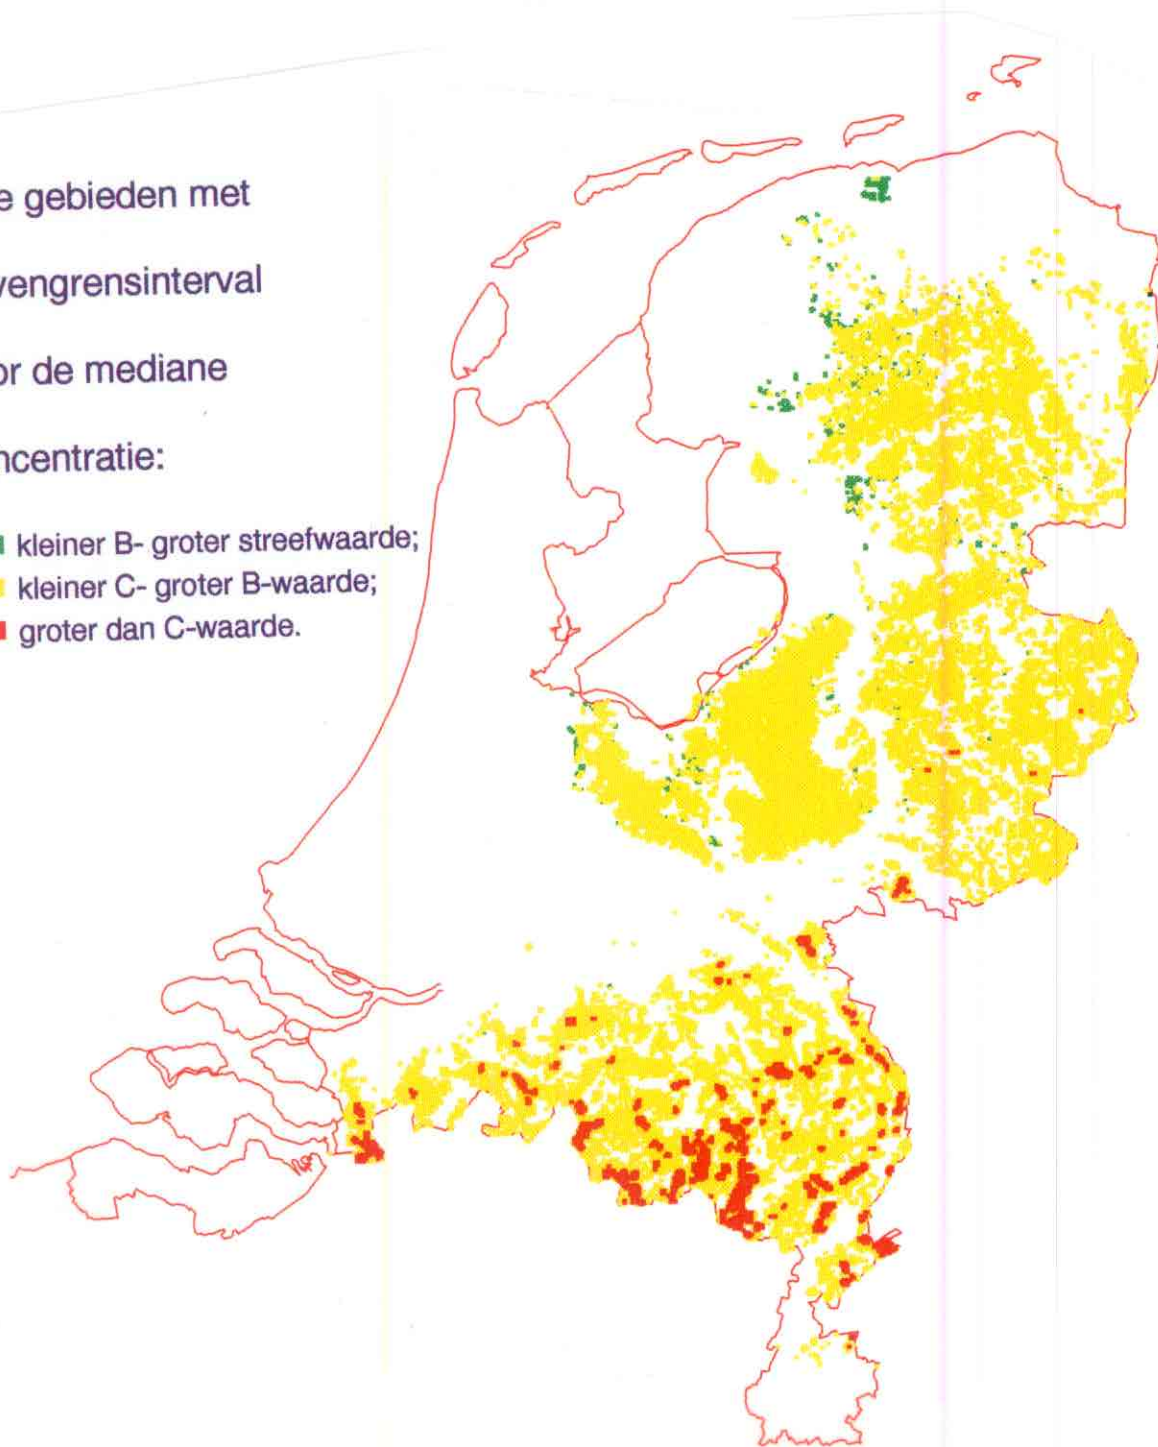 e gebieden met
vengrensinterval
or de mediane
ncentratie:
kleiner B- groter streefwaarde;
kleiner C- groter B-waarde;
groter dan C-waarde.